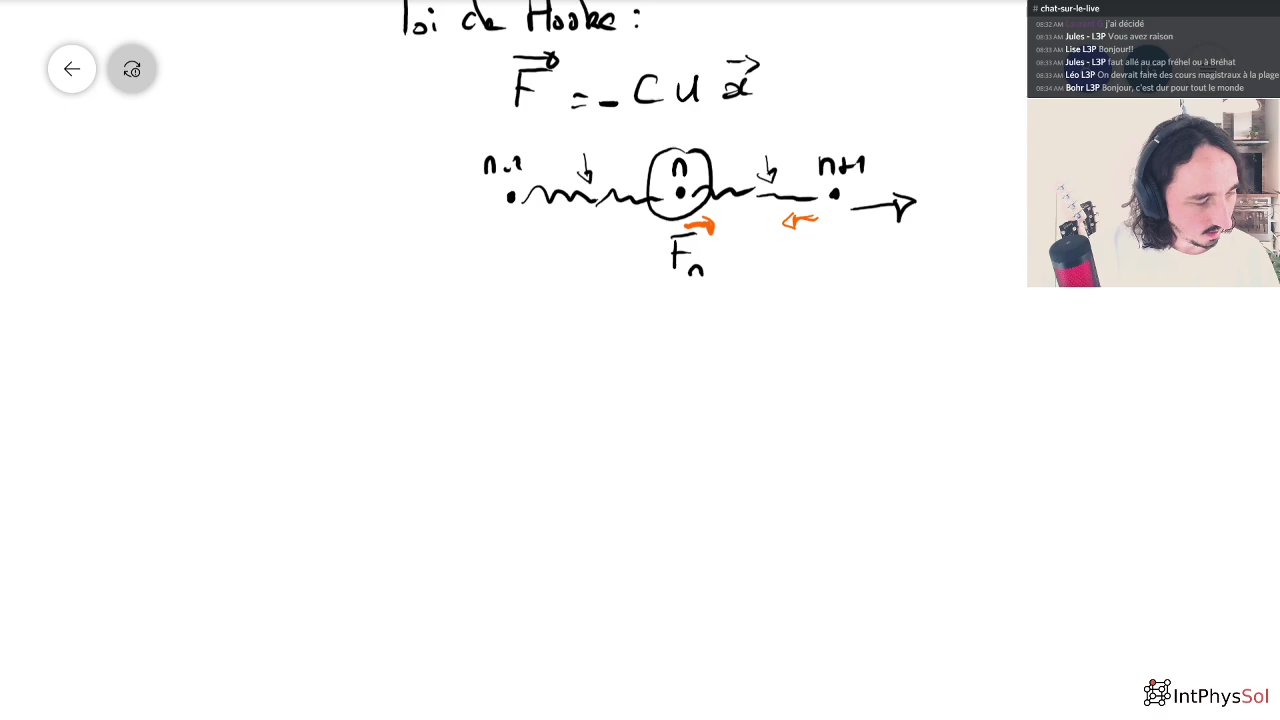 Loi de Hooke :
F = - C u x
n-1 n n+1
Fn
# chat-sur-le-live
08:32 AM Laurent B j'ai décidé
08:33 AM Jules - L3P Vous avez raison
08:33 AM Lise L3P Bonjour!!
08:33 AM Jules - L3P faut allé au cap fréhel ou à Bréhat
08:33 AM Léo L3P On devrait faire des cours magistraux à la plage
08:34 AM Bohr L3P Bonjour, c'est dur pour tout le monde
IntPhysSol